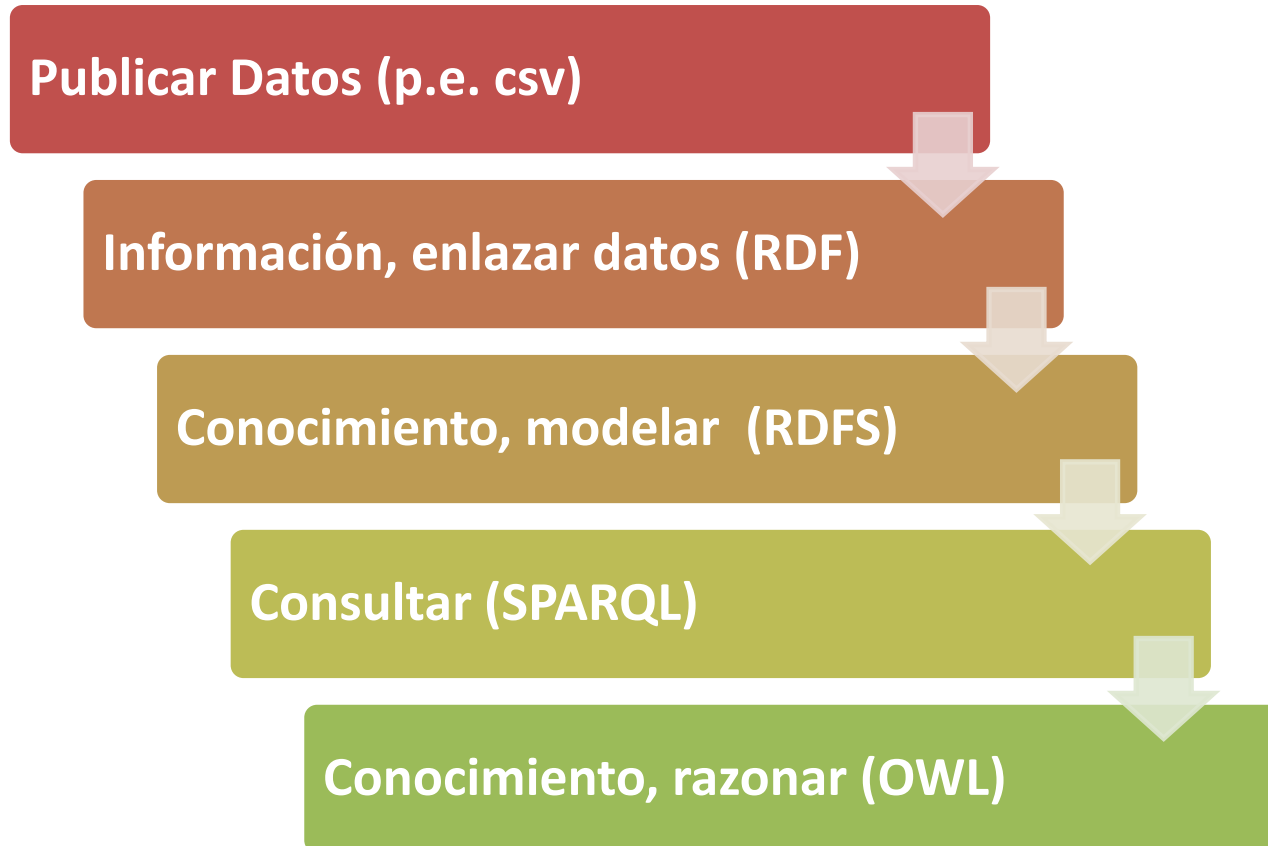 Publicar Datos (p.e. csv)
Información, enlazar datos (RDF)
Conocimiento, modelar  (RDFS)
Consultar (SPARQL)
Conocimiento, razonar (OWL)